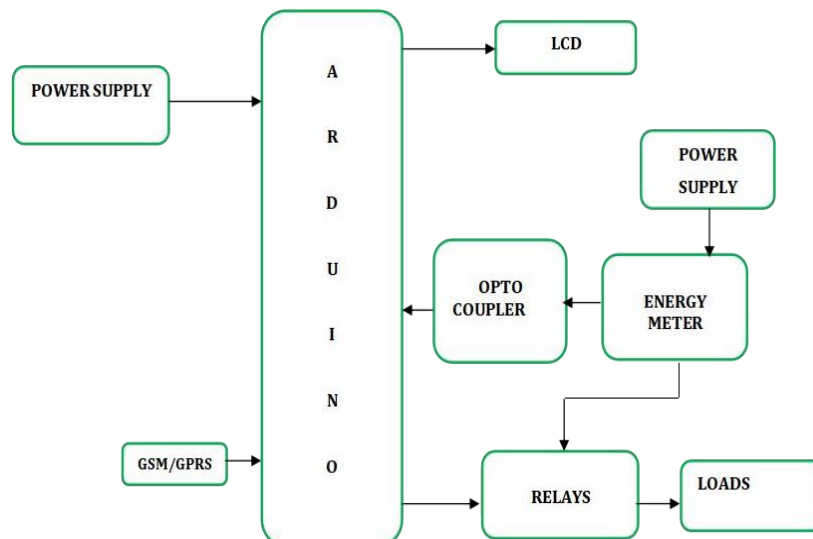 POWER SUPPLY
A
R
D
U
I
N
O
LCD
POWER
SUPPLY
OPTO
COUPLER
ENERGY
METER
GSM/GPRS
RELAYS
LOADS